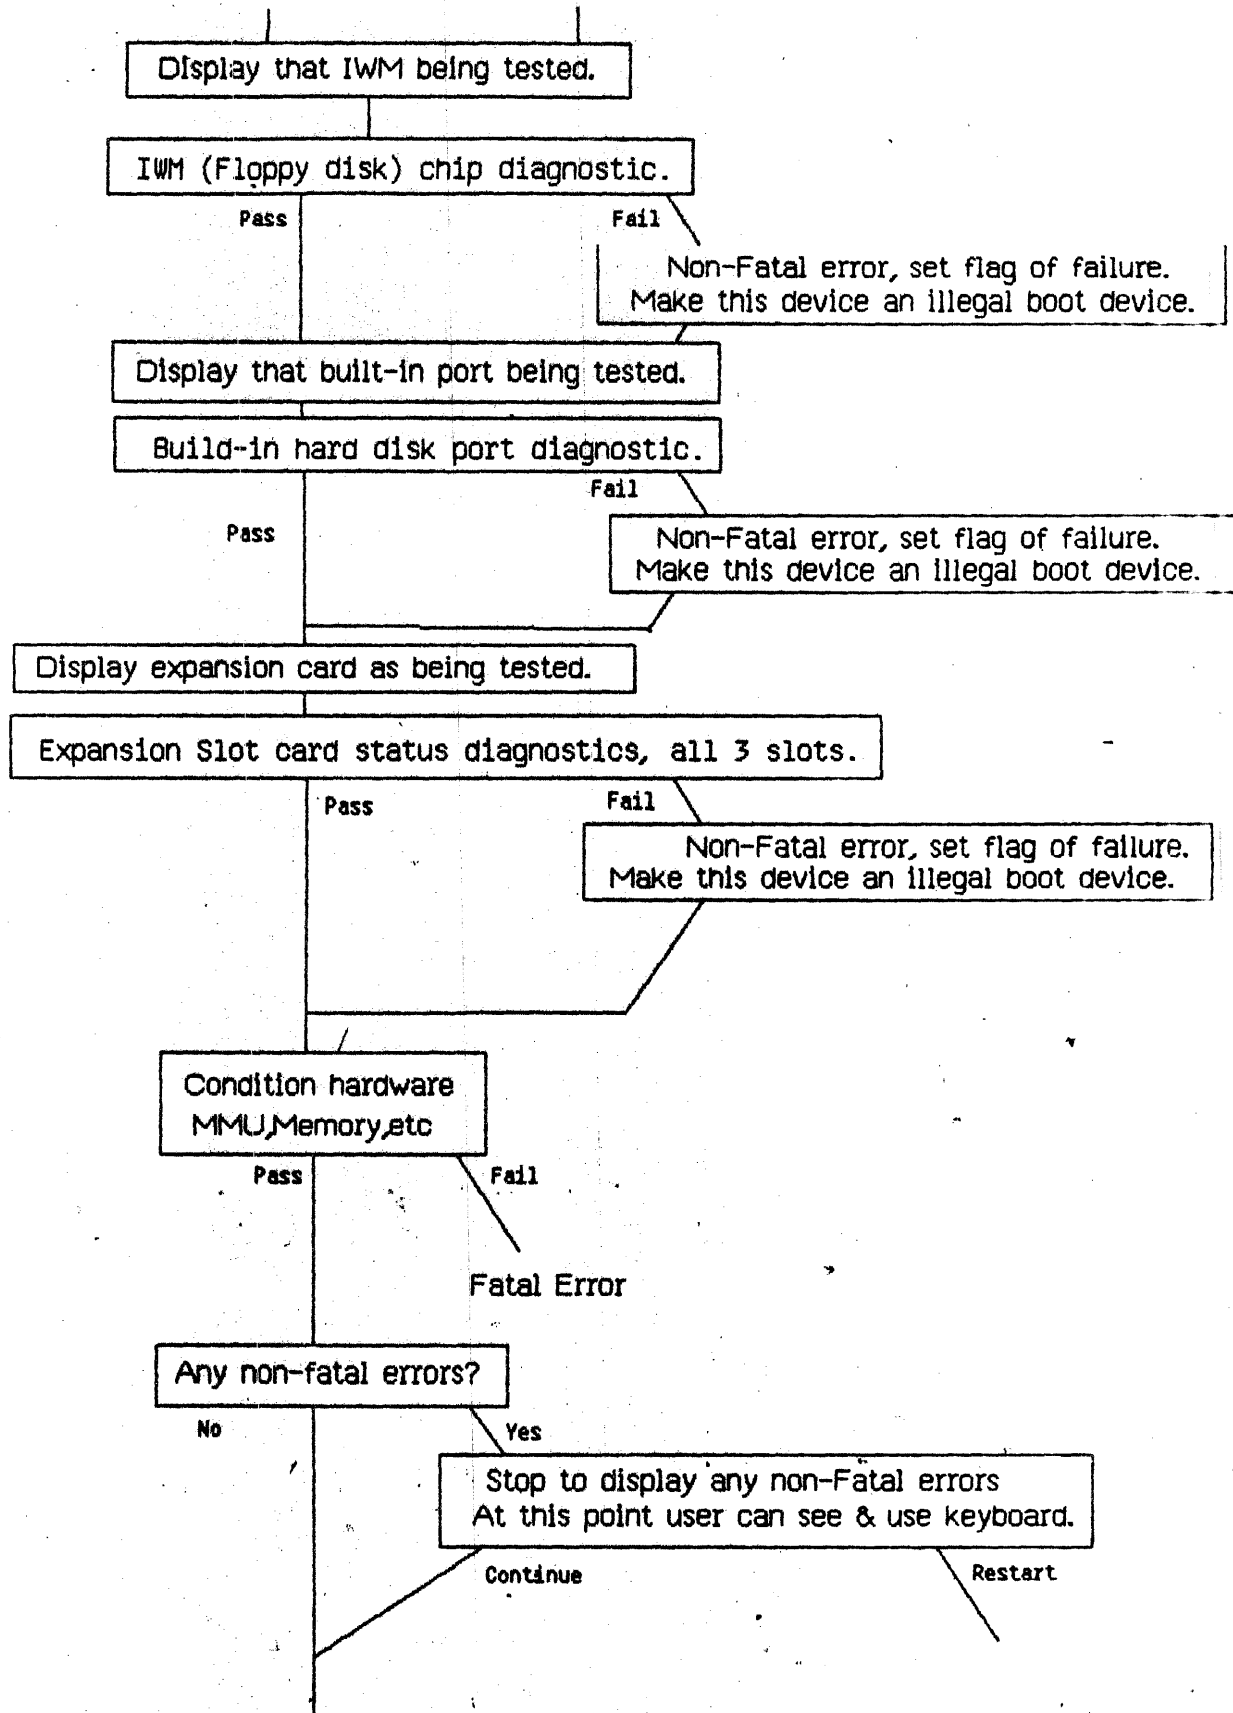 Display that IWM being tested.
IWM (Floppy disk) chip diagnostic.
Pass
Fail
Non-Fatal error, set flag of failure.
Make this device an illegal boot device.
Display that built-in port being tested.
Build-in hard disk port diagnostic.
Fail
Pass
Non-Fatal error, set flag of failure.
Make this device an illegal boot device.
Display expansion card as being tested.
Expansion Slot card status diagnostics, all 3 slots.
Pass
Fail
Non-Fatal error, set flag of failure.
Make this device an illegal boot device.
Condition hardware
MMU,Memory,etc
Pass
Fail
Fatal Error
Any non-fatal errors?
No
Yes
Stop to display any non-Fatal errors
At this point user can see & use keyboard.
Continue
Restart